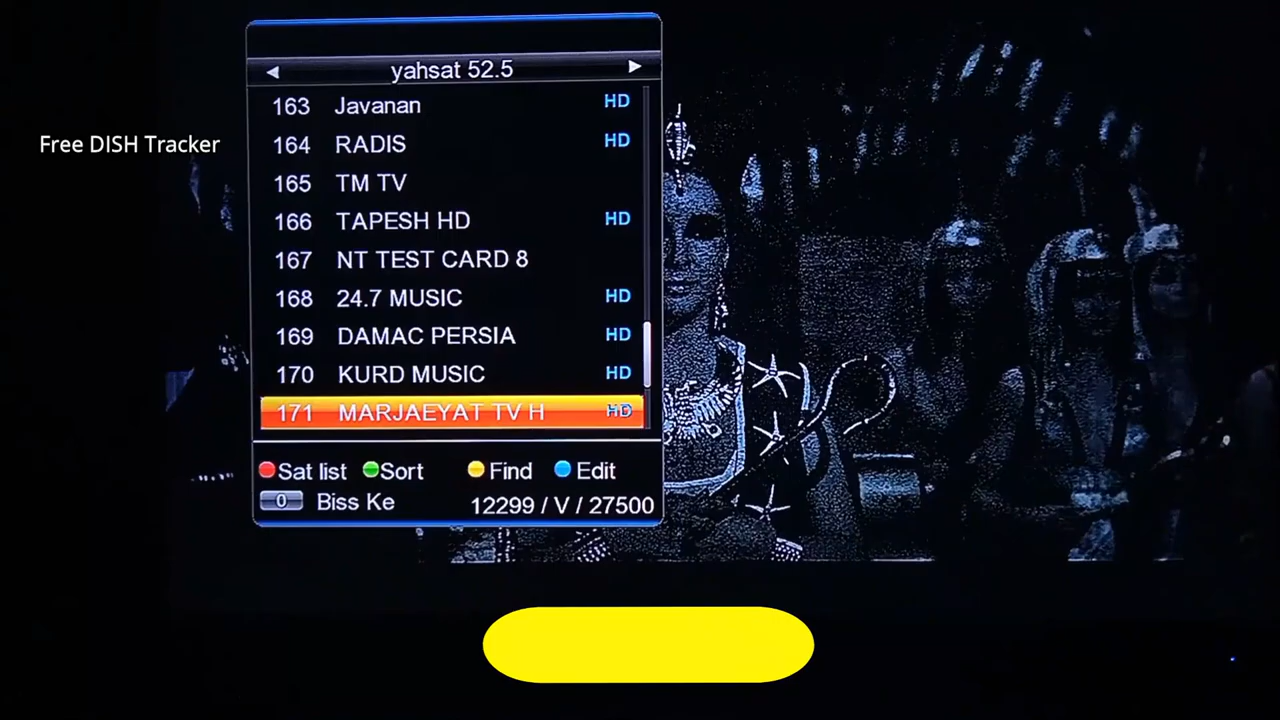 yahsat 52.5
163 Javanan HD
Free DISH Tracker
164 RADIS HD
165 TM TV
166 TAPESH HD HD
167 NT TEST CARD 8
168 24.7 MUSIC HD
169 DAMAC PERSIA HD
170 KURD MUSIC HD
171 MARJAEYAT TV H HD
Sat list Sort Find Edit
0 Biss Ke 12299 / V / 27500